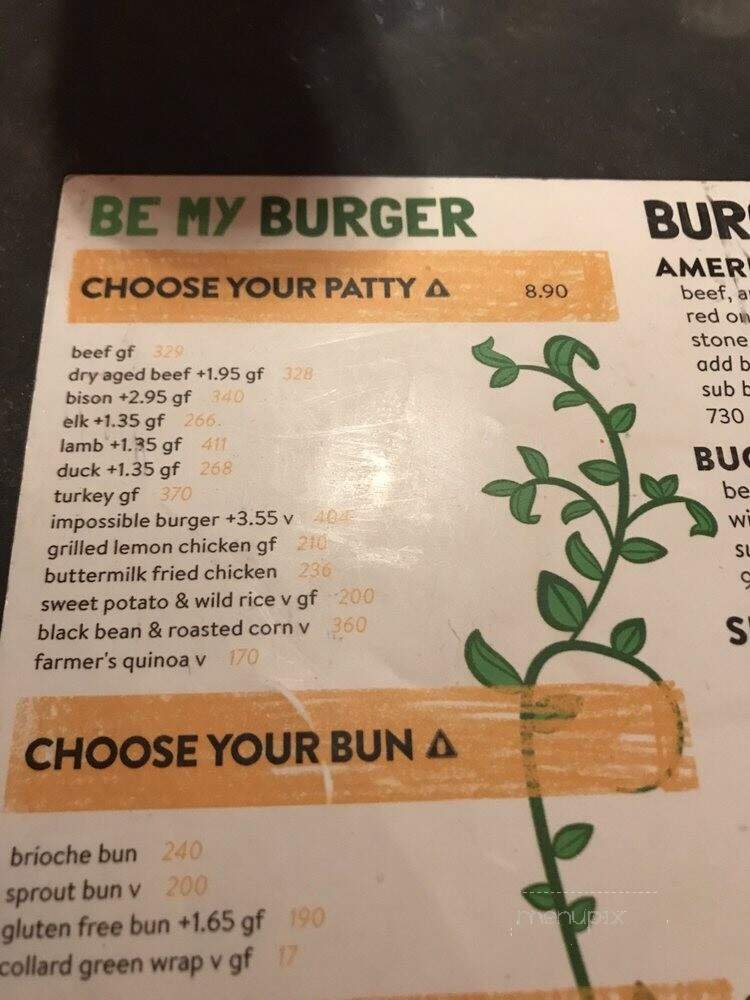 BE MY BURGER
CHOOSE YOUR PATTY 8.90
beef gf 329
dry aged beef +1.95 gf 328
bison +2.95 gf 340
elk +1.35 gf 266.
lamb +1.35 gf 411
duck +1.35 gf 268
turkey gf 370
impossible burger +3.55 v 404
grilled lemon chicken gf 210
buttermilk fried chicken 236
sweet potato & wild rice v gf 200
black bean & roasted corn v 360
farmer's quinoa v 170
CHOOSE YOUR BUN
brioche bun 240
sprout bun v 200
gluten free bun +1.65 gf 190
collard green wrap v gf 17
BUR
AMER
beef, a
red on
stone
add b
sub b
730
BUG
be
wi
su
9
S
menupix